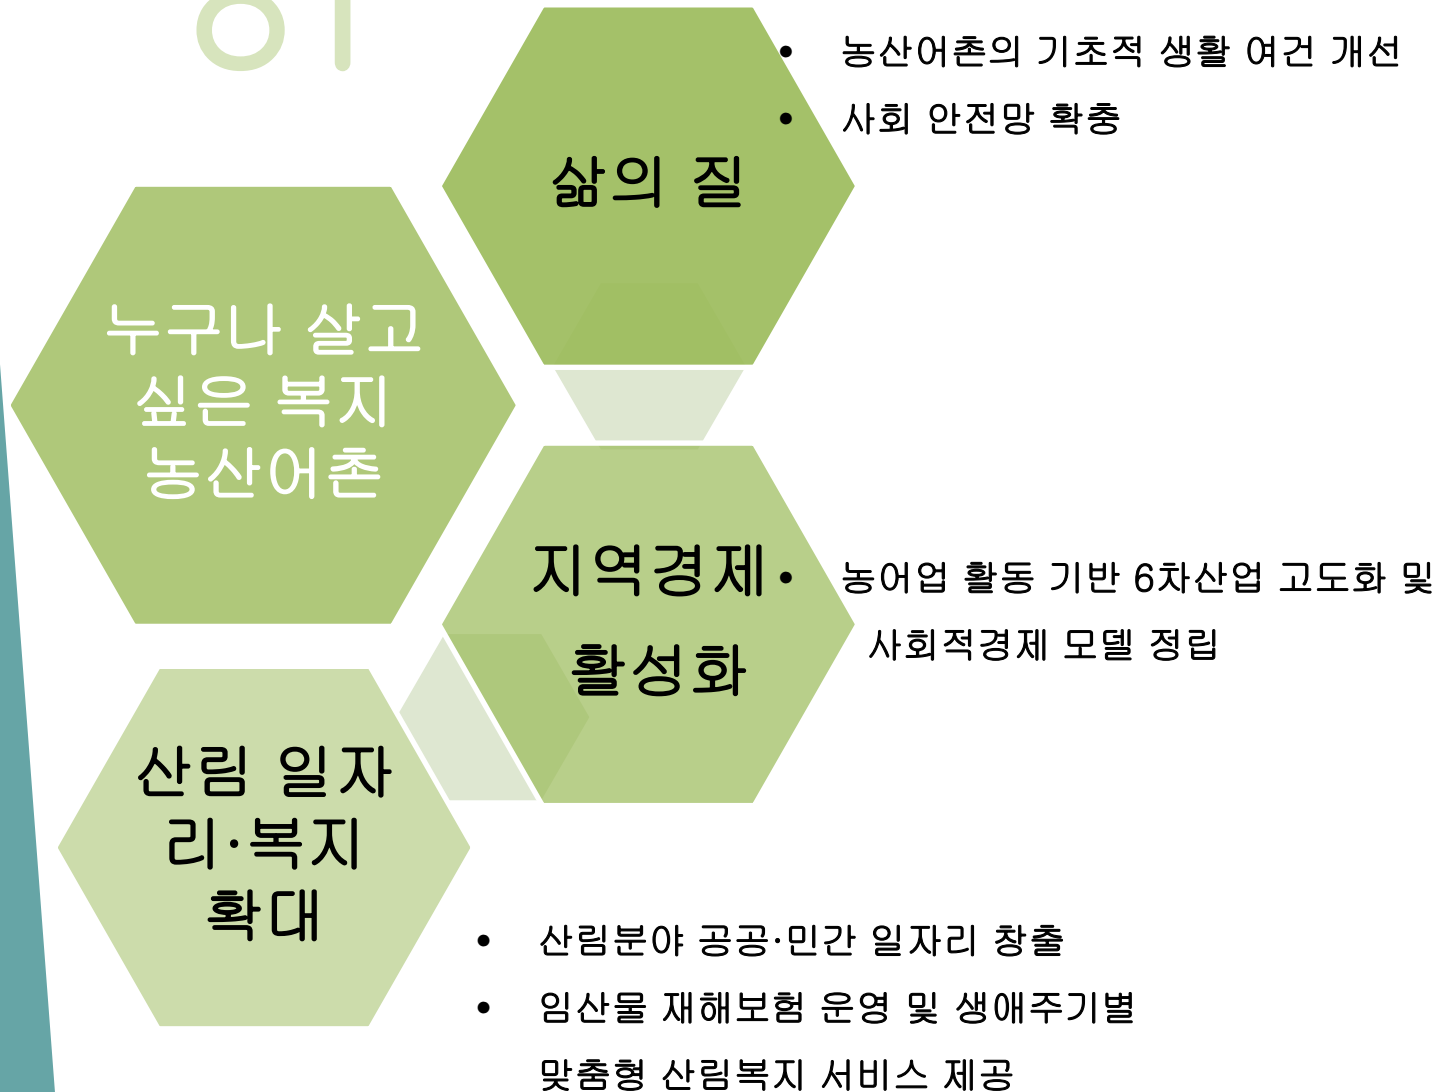 누구나 살고
싶은 복지
농산어촌
삶의 질
• 농산어촌의 기초적 생활 여건 개선
• 사회 안전망 확충
지역경제
활성화
• 농어업 활동 기반 6차산업 고도화 및
사회적경제 모델 정립
산림 일자
리·복지
확대
• 산림분야 공공·민간 일자리 창출
• 임산물 재해보험 운영 및 생애주기별
맞춤형 산림복지 서비스 제공